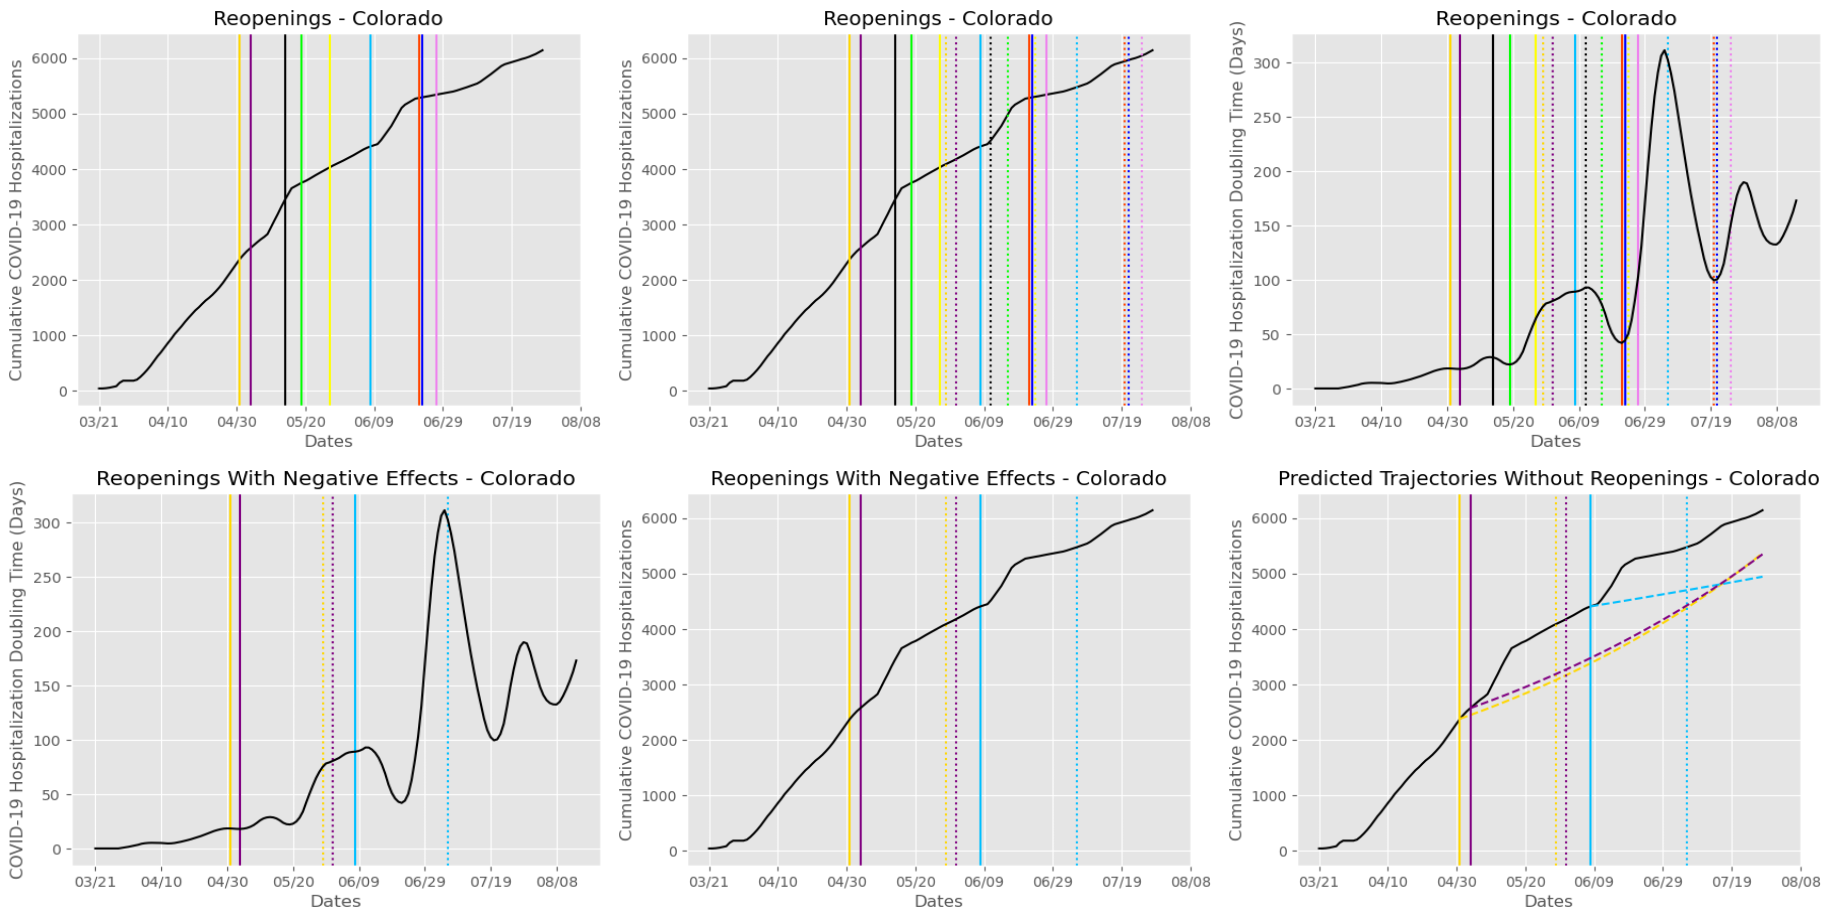 Reopenings - Colorado
Cumulative COVID-19 Hospitalizations
6000
5000
4000
3000
2000
1000
0
03/21 04/10 04/30 05/20 06/09 06/29 07/19 08/08
Dates
Reopenings - Colorado
Cumulative COVID-19 Hospitalizations
6000
5000
4000
3000
2000
1000
0
03/21 04/10 04/30 05/20 06/09 06/29 07/19 08/08
Dates
Reopenings - Colorado
COVID-19 Hospitalization Doubling Time (Days)
300
250
200
150
100
50
0
03/21 04/10 04/30 05/20 06/09 06/29 07/19 08/08
Dates
Reopenings With Negative Effects - Colorado
COVID-19 Hospitalization Doubling Time (Days)
300
250
200
150
100
50
0
03/21 04/10 04/30 05/20 06/09 06/29 07/19 08/08
Dates
Reopenings With Negative Effects - Colorado
Cumulative COVID-19 Hospitalizations
6000
5000
4000
3000
2000
1000
0
03/21 04/10 04/30 05/20 06/09 06/29 07/19 08/08
Dates
Predicted Trajectories Without Reopenings - Colorado
Cumulative COVID-19 Hospitalizations
6000
5000
4000
3000
2000
1000
0
03/21 04/10 04/30 05/20 06/09 06/29 07/19 08/08
Dates